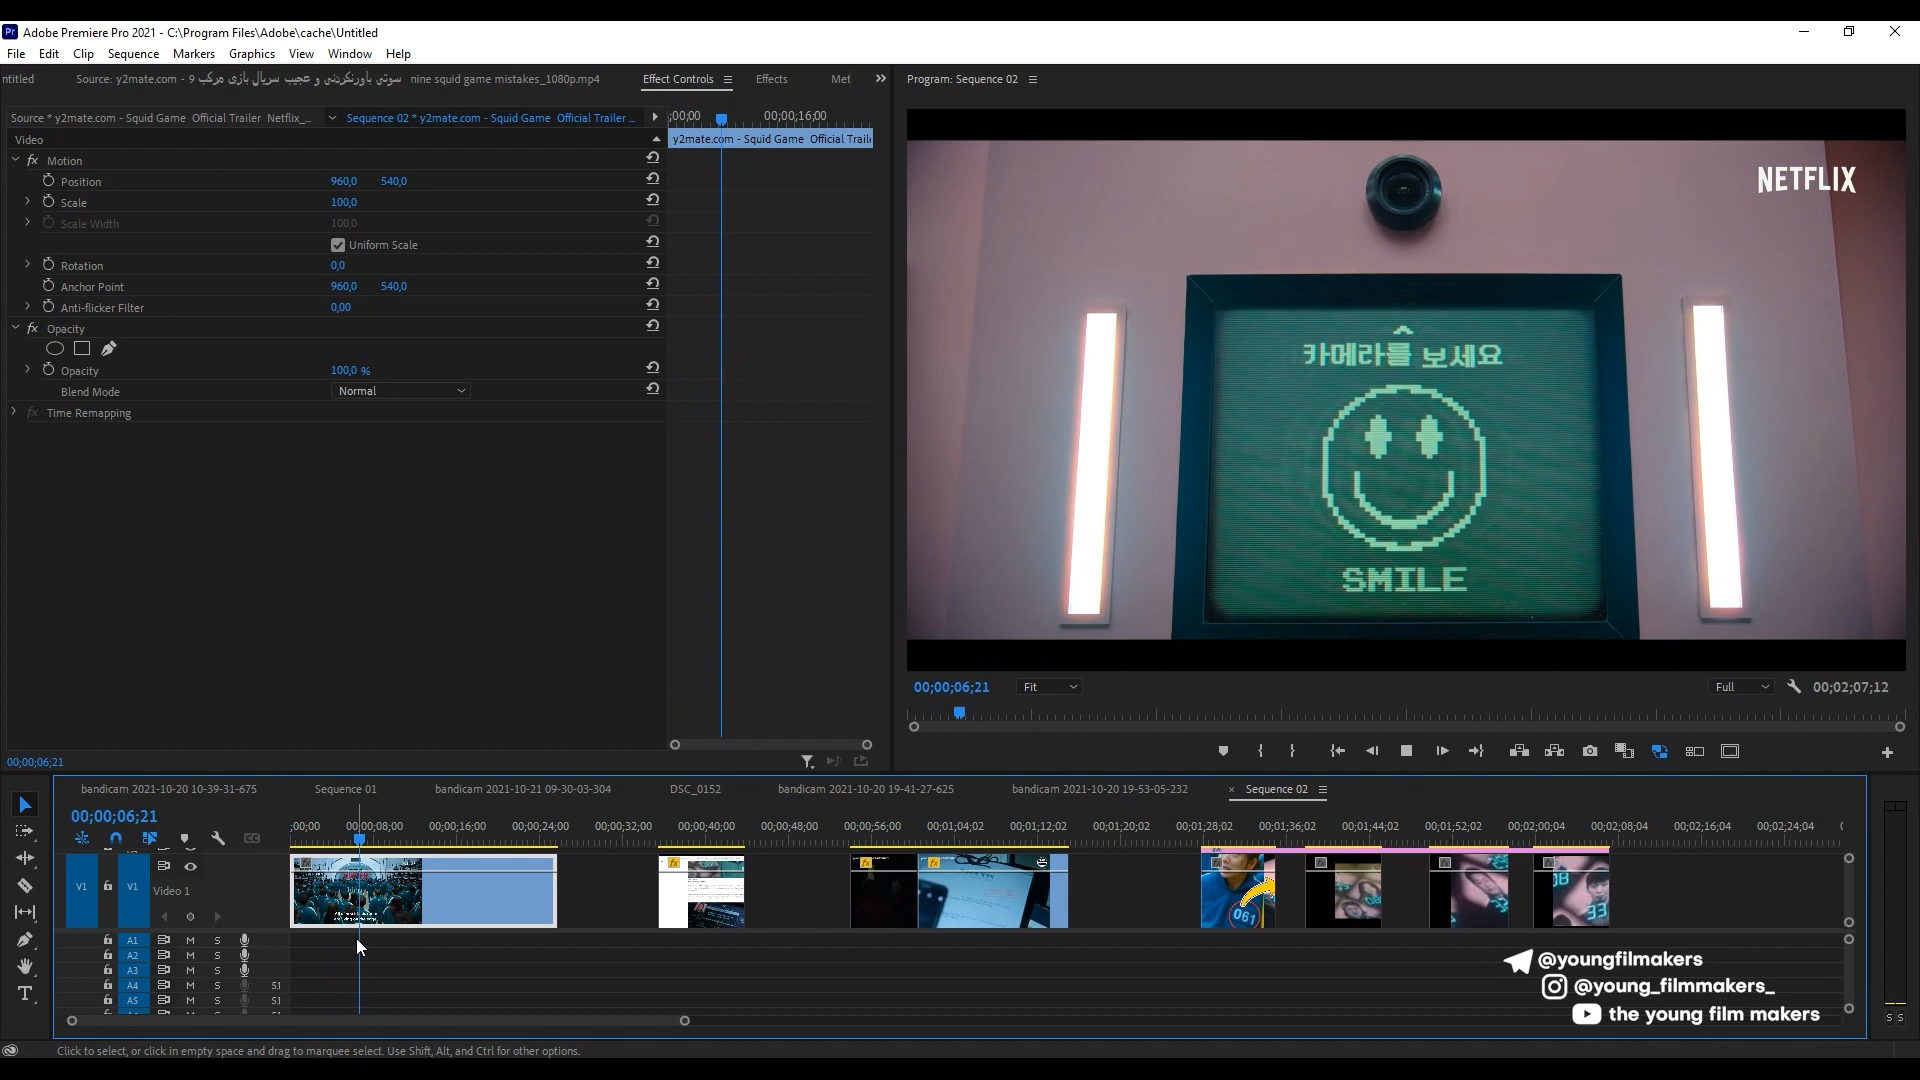 Pr Adobe Premiere Pro 2021 - C:\Program Files\Adobe\cache\Untitled
File Edit Clip Sequence Markers Graphics View Window Help
ntitled Source: y2mate.com - 9 سوتی باورنکردنی و عجیب سریال بازی مرکب nine squid game mistakes_1080p.mp4 Effect Controls Effects Met
Program: Sequence 02
Source * y2mate.com - Squid Game Official Trailer Netflix_... Sequence 02 * y2mate.com - Squid Game Official Trailer ...
;00;00 00;00;16;00
Video
y2mate.com - Squid Game Official Trail
fx Motion
Position 960,0 540,0
Scale 100,0
Scale Width 100,0
Uniform Scale
Rotation 0,0
Anchor Point 960,0 540,0
Anti-flicker Filter 0,00
fx Opacity
Opacity 100,0 %
Blend Mode Normal
fx Time Remapping
NETFLIX
카메라를 보세요
SMILE
00;00;06;21 Fit Full 00;02;07;12
00;00;06;21
bandicam 2021-10-20 10-39-31-675 Sequence 01 bandicam 2021-10-21 09-30-03-304 DSC_0152 bandicam 2021-10-20 19-41-27-625 bandicam 2021-10-20 19-53-05-232 × Sequence 02
00;00;06;21
;00;00 00;00;08;00 00;00;16;00 00;00;24;00 00;00;32;00 00;00;40;00 00;00;48;00 00;00;56;00 00;01;04;02 00;01;12;02 00;01;20;02 00;01;28;02 00;01;36;02 00;01;44;02 00;01;52;02 00;02;00;04 00;02;08;04 00;02;16;04 00;02;24;04
V1 V1 Video 1
061
A1 M S
A2 M S
A3 M S
A4 M S 5.1
A5 M S 5.1
@youngfilmakers
@young_filmmakers_
the young film makers
S S
Click to select, or click in empty space and drag to marquee select. Use Shift, Alt, and Ctrl for other options.